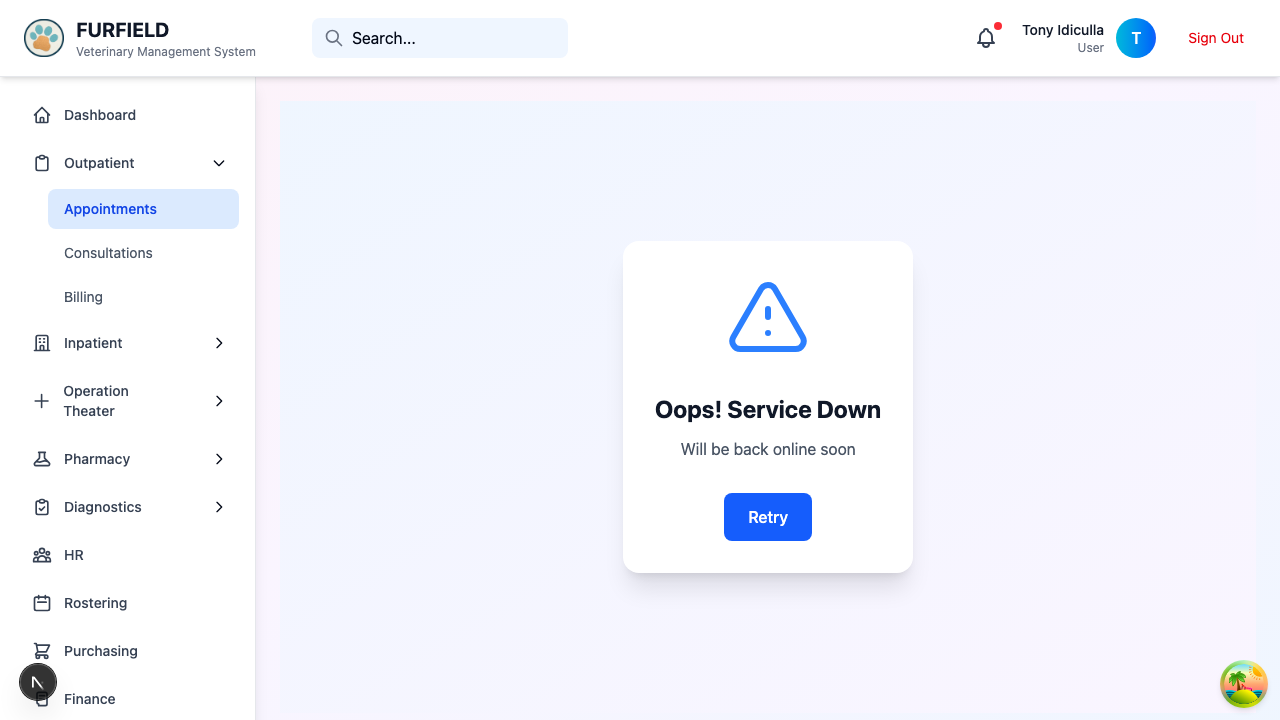 FURFIELD
Veterinary Management System
Search...
Tony Idiculla
User
T
Sign Out
Dashboard
Outpatient
Appointments
Consultations
Billing
Inpatient
Operation
Theater
Pharmacy
Diagnostics
HR
Rostering
Purchasing
Finance
N
Oops! Service Down
Will be back online soon
Retry